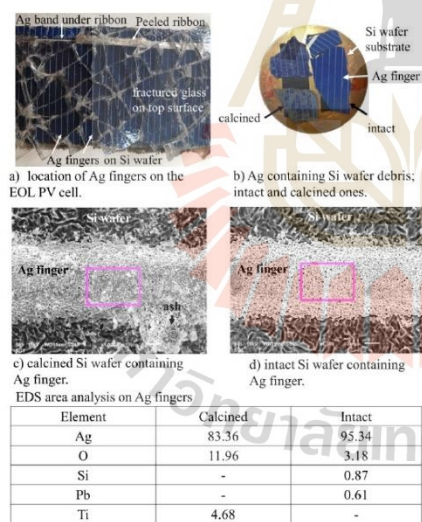 Ag band under ribbon
Peeled ribbon
fractured glass
on top surface
Ag fingers on Si wafer
a) location of Ag fingers on the
EOL PV cell.
Si wafer
substrate
Ag finger
calcined
intact
b) Ag containing Si wafer debris;
intact and calcined ones.
Si wafer
Ag finger
ash
c) calcined Si wafer containing
Ag finger.
Si wafer
Ag finger
d) intact Si wafer containing
Ag finger.
EDS area analysis on Ag fingers
Element Calcined Intact
Ag 83.36 95.34
O 11.96 3.18
Si - 0.87
Pb - 0.61
Ti 4.68 -